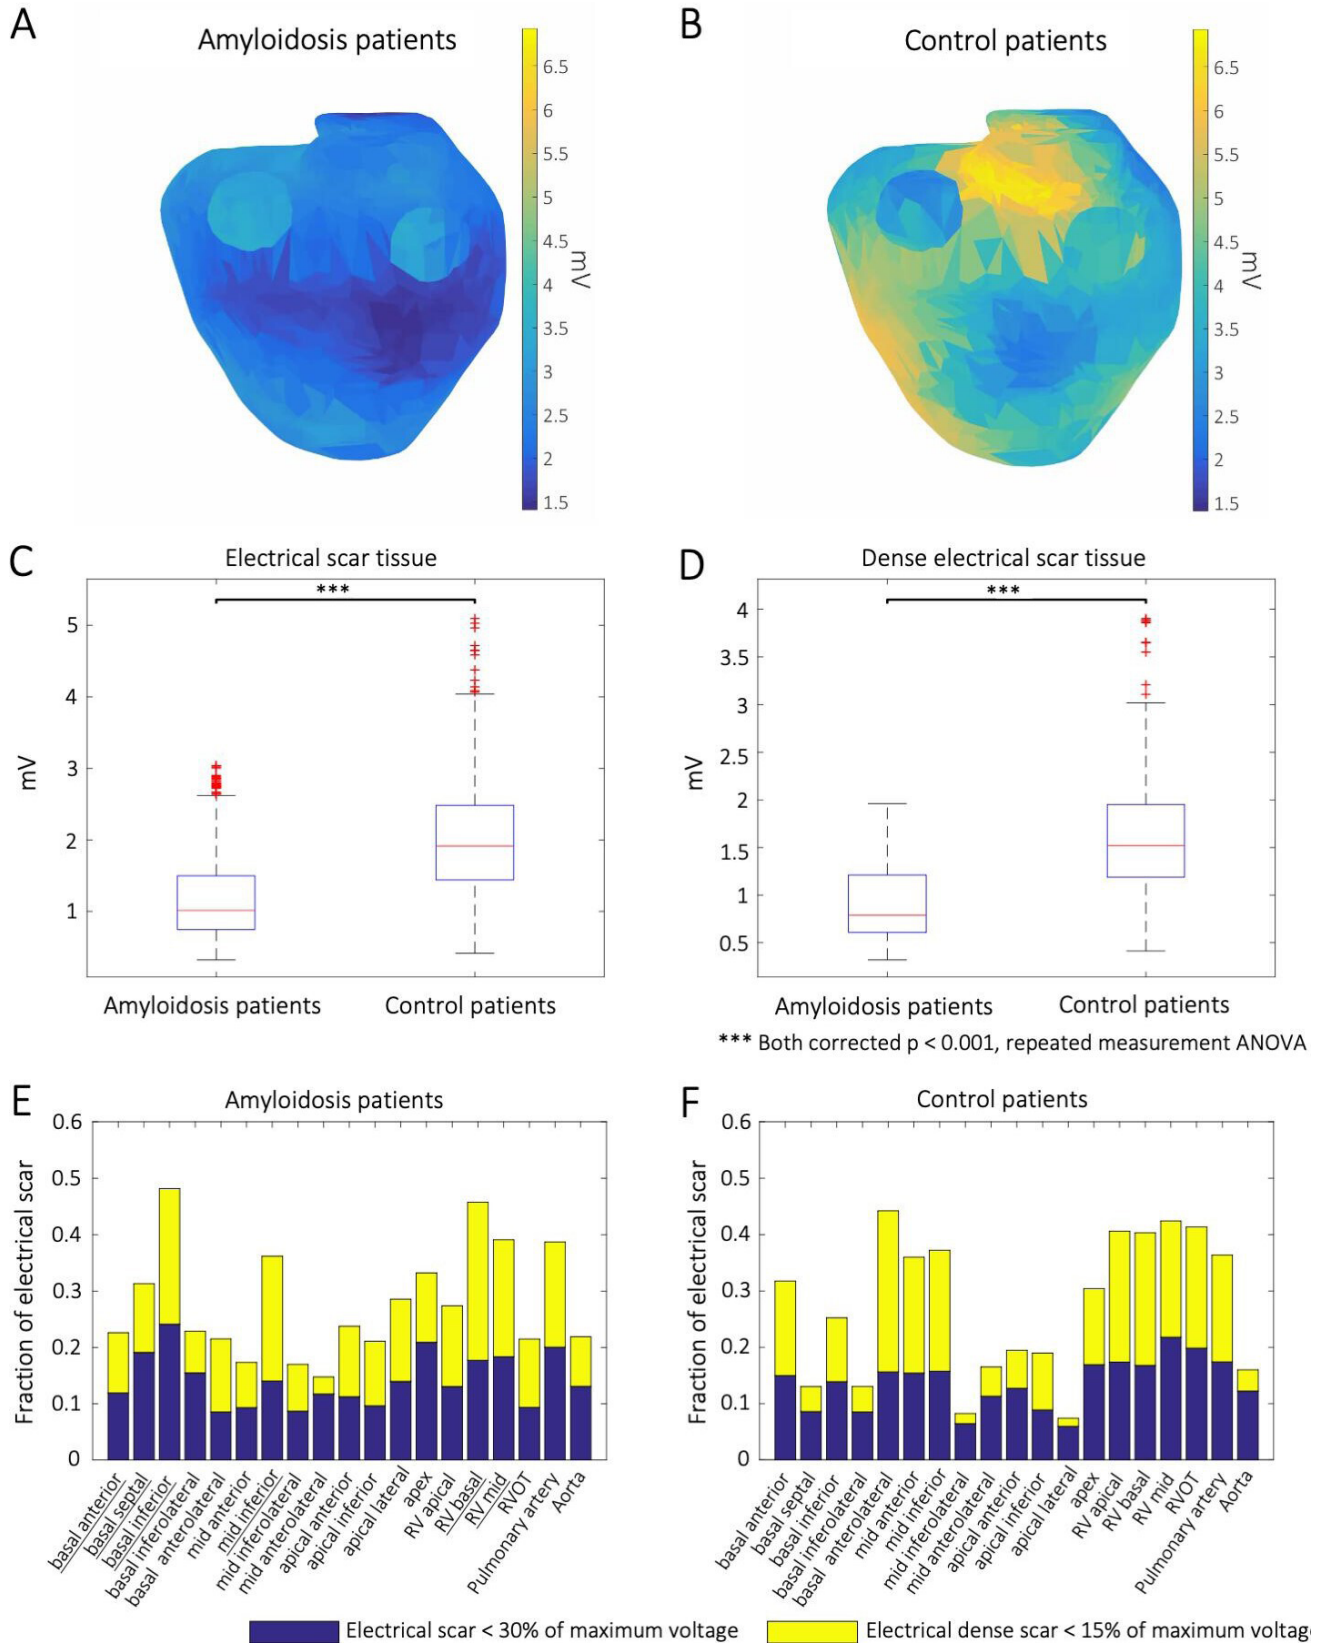 A
Amyloidosis patients
B
Control patients
6.5
6
5.5
5
4.5
4
3.5
3
2.5
2
1.5
mV
6.5
6
5.5
5
4.5
4
3.5
3
2.5
2
1.5
mV
C
Electrical scar tissue
***
5
4
3
2
1
mV
Amyloidosis patients
Control patients
D
Dense electrical scar tissue
***
4
3.5
3
2.5
2
1.5
1
0.5
mV
Amyloidosis patients
Control patients
*** Both corrected p < 0.001, repeated measurement ANOVA
E
Amyloidosis patients
0.6
0.5
0.4
0.3
0.2
0.1
0
Fraction of electrical scar
basal anterior
basal septal
basal inferior
basal inferolateral
basal anterolateral
mid anterior
mid inferior
mid inferolateral
mid anterolateral
apical anterior
apical inferior
apical lateral
apex
RV apical
RV basal
RV mid
RVOT
Pulmonary artery
Aorta
F
Control patients
0.6
0.5
0.4
0.3
0.2
0.1
0
Fraction of electrical scar
basal anterior
basal septal
basal inferior
basal inferolateral
basal anterolateral
mid anterior
mid inferior
mid inferolateral
mid anterolateral
apical anterior
apical inferior
apical lateral
apex
RV apical
RV basal
RV mid
RVOT
Pulmonary artery
Aorta
Electrical scar < 30% of maximum voltage
Electrical dense scar < 15% of maximum voltage